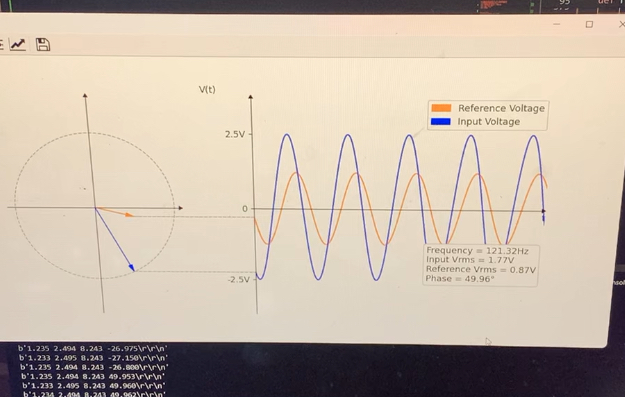 V(t)
Reference Voltage
Input Voltage
2.5V
0
-2.5V
Frequency = 121.32Hz
Input Vrms = 1.77V
Reference Vrms = 0.87V
Phase = 49.96°
b'1.235 2.494 8.243 -26.975\r\r\n'
b'1.233 2.495 8.243 -27.150\r\r\n'
b'1.235 2.494 8.243 -26.800\r\r\n'
b'1.235 2.494 8.243 49.953\r\r\n'
b'1.233 2.495 8.243 49.960\r\r\n'
b'1.234 2.494 8.243 49.962\r\r\n'